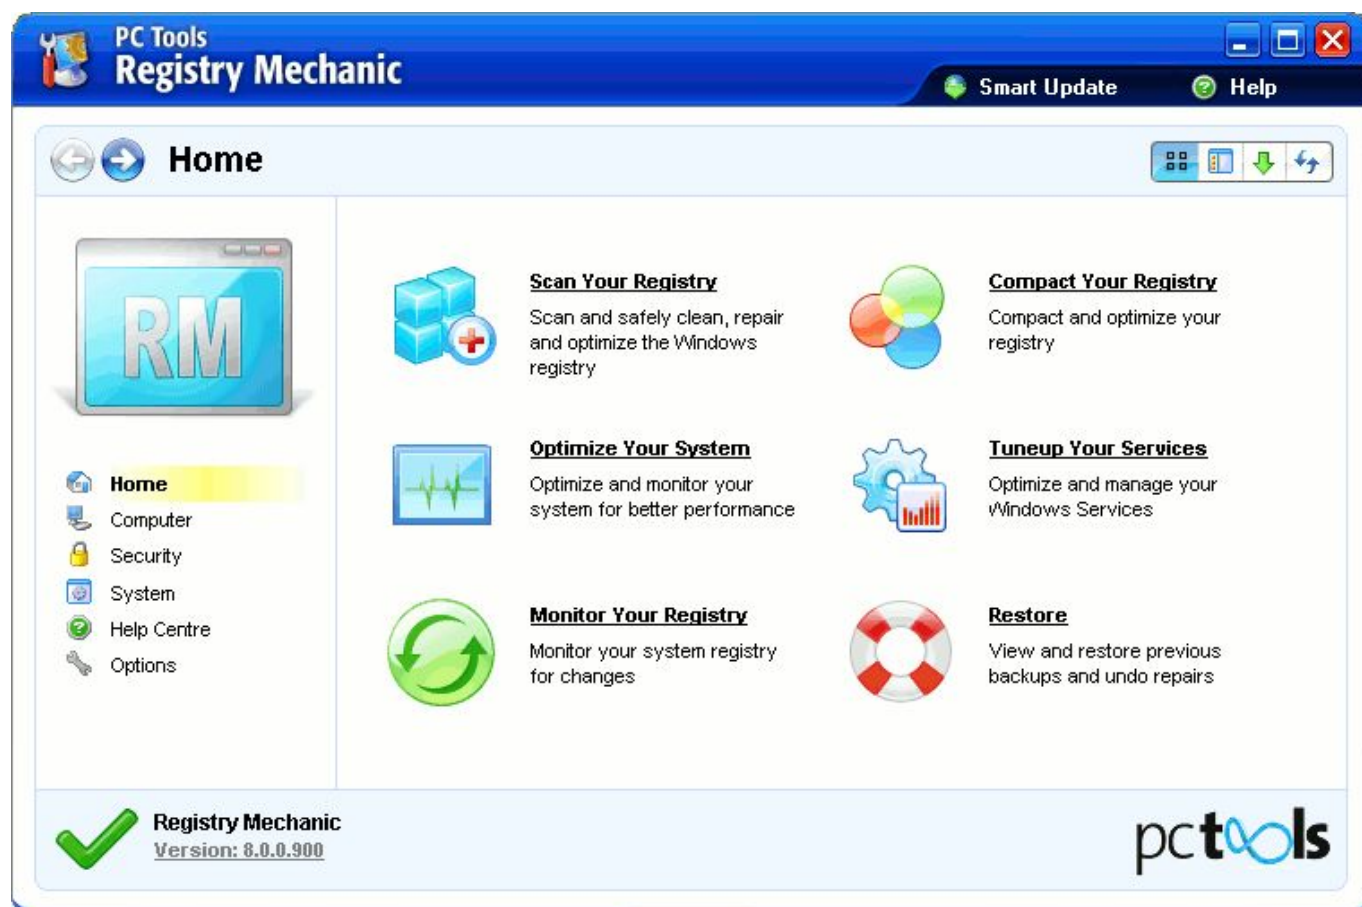 PC Tools
Registry Mechanic
Smart Update
Help
Home
RM
Home
Computer
Security
System
Help Centre
Options
Scan Your Registry
Scan and safely clean, repair
and optimize the Windows
registry
Compact Your Registry
Compact and optimize your
registry
Optimize Your System
Optimize and monitor your
system for better performance
Tuneup Your Services
Optimize and manage your
Windows Services
Monitor Your Registry
Monitor your system registry
for changes
Restore
View and restore previous
backups and undo repairs
Registry Mechanic
Version: 8.0.0.900
pctools